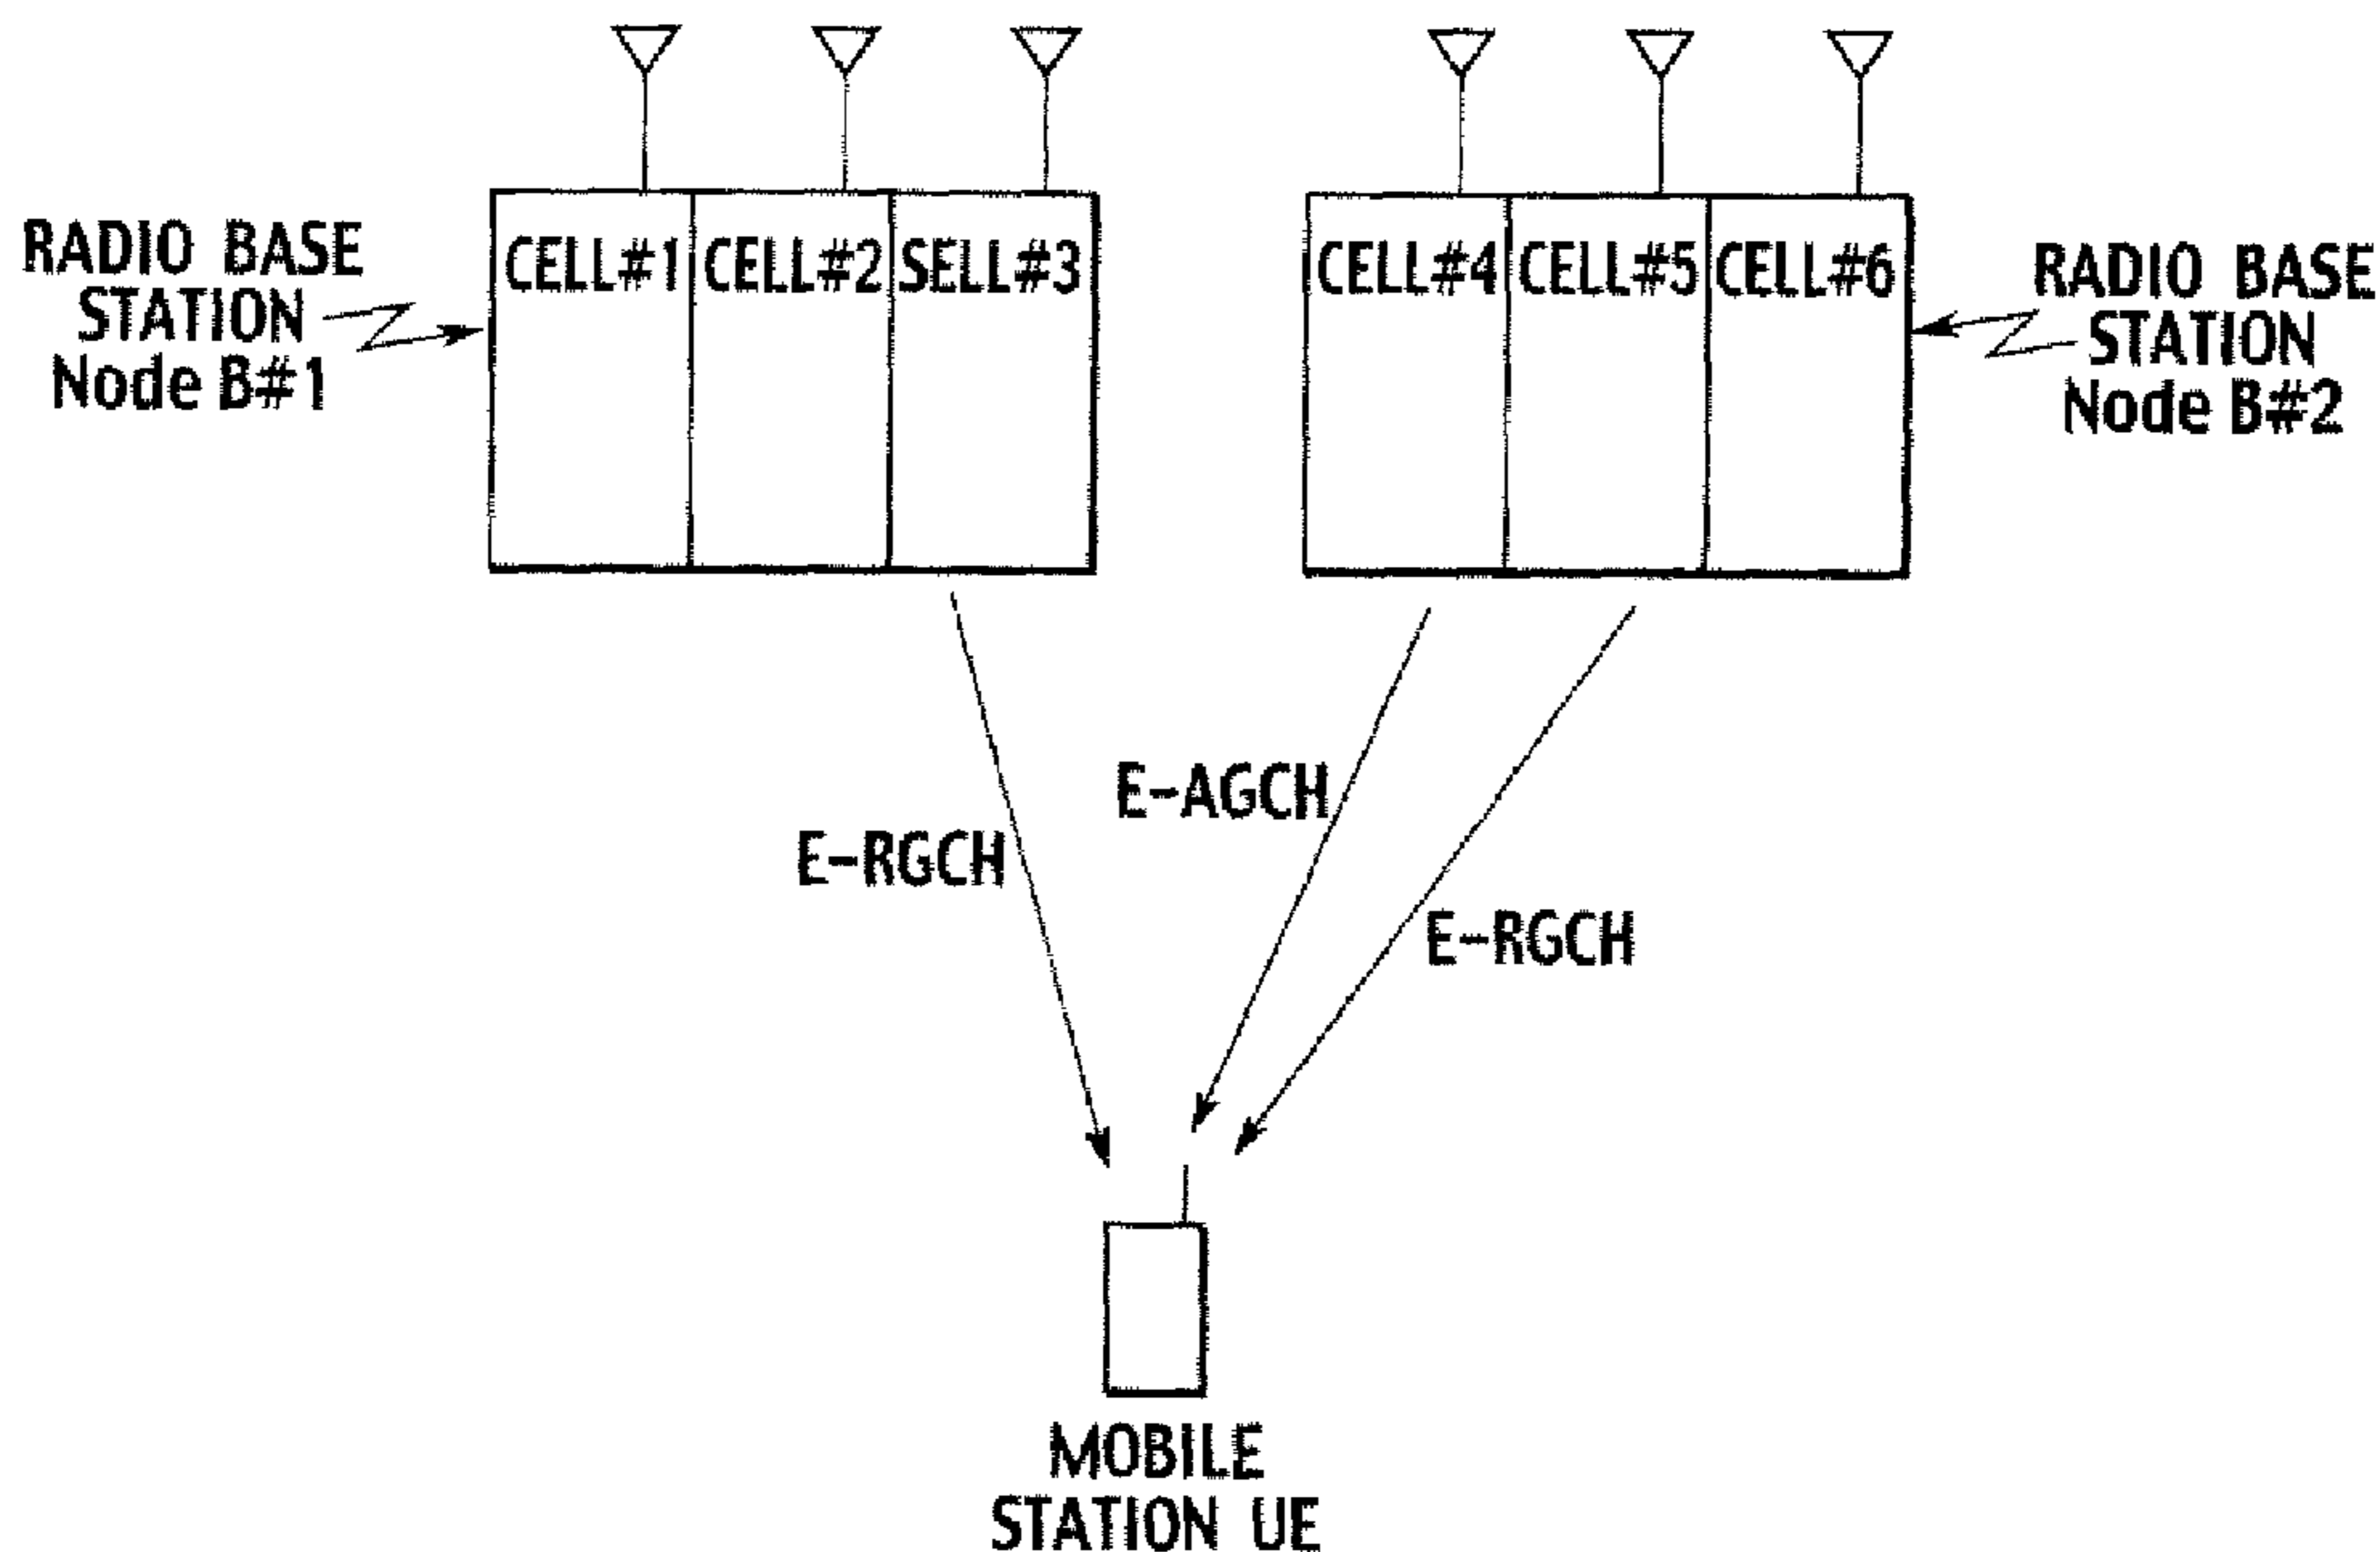 RADIO BASE
STATION
Node B#1
CELL#1
CELL#2
SELL#3
CELL#4
CELL#5
CELL#6
RADIO BASE
STATION
Node B#2
E-AGCH
E-RGCH
E-RGCH
MOBILE
STATION UE